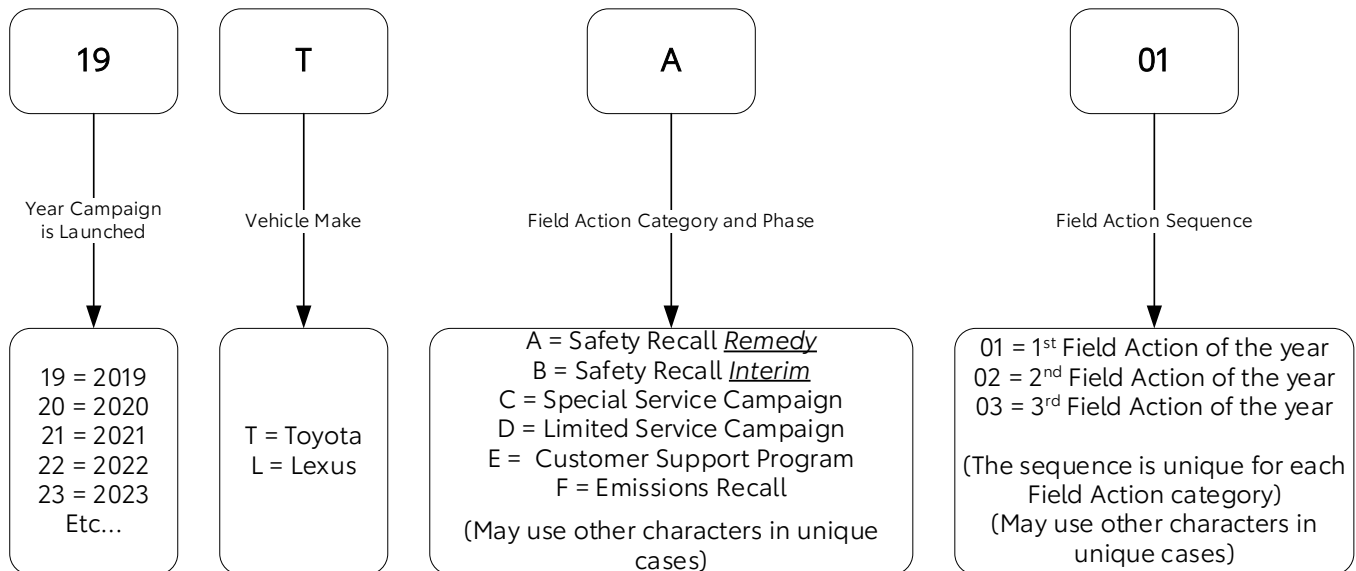 19
T
A
01
Year Campaign
is Launched
Vehicle Make
Field Action Category and Phase
Field Action Sequence
19 = 2019
20 = 2020
21 = 2021
22 = 2022
23 = 2023
Etc...
T = Toyota
L = Lexus
A = Safety Recall Remedy
B = Safety Recall Interim
C = Special Service Campaign
D = Limited Service Campaign
E = Customer Support Program
F = Emissions Recall
(May use other characters in unique
cases)
01 = 1st Field Action of the year
02 = 2nd Field Action of the year
03 = 3rd Field Action of the year
(The sequence is unique for each
Field Action category)
(May use other characters in
unique cases)